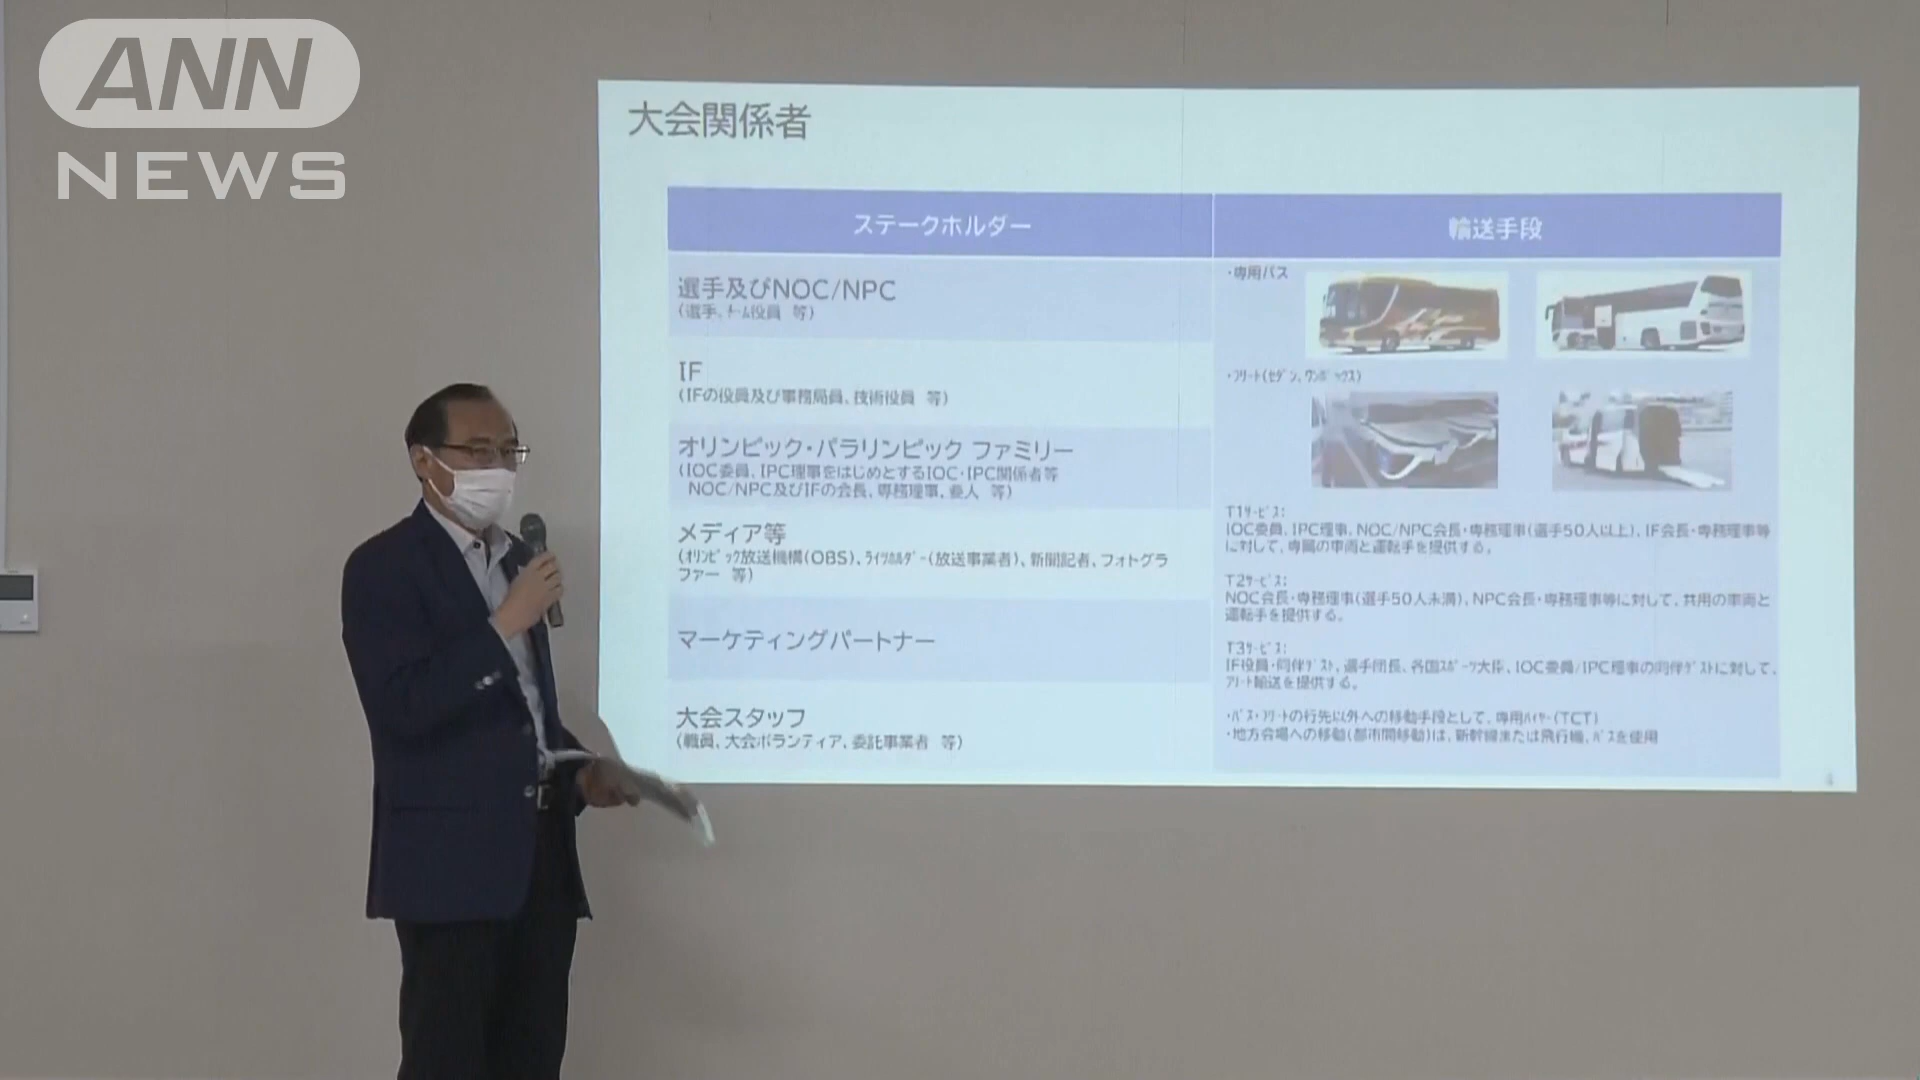 ANN
NEWS
大会関係者
ステークホルダー
輸送手段
選手及びNOC/NPC
(選手、チーム役員 等)
IF
(IFの役員及び事務局員、技術役員 等)
オリンピック・パラリンピック ファミリー
(IOC委員、IPC理事をはじめとするIOC・IPC関係者等
NOC/NPC及びIFの会長、専務理事、要人 等)
メディア等
(ｵﾘﾝﾋﾟｯｸ放送機構(OBS)、ﾗｲﾂﾎﾙﾀﾞｰ(放送事業者)、新聞記者、フォトグラ
ファー 等)
マーケティングパートナー
大会スタッフ
(職員、大会ボランティア、委託事業者 等)
・専用バス
・ﾌﾘｰﾄ(ｾﾀﾞﾝ、ﾜﾝﾎﾞｯｸｽ)
T1ｻｰﾋﾞｽ:
IOC委員、IPC理事、NOC/NPC会長・専務理事(選手50人以上)、IF会長・専務理事等
に対して、専属の車両と運転手を提供する。
T2ｻｰﾋﾞｽ:
NOC会長・専務理事(選手50人未満)、NPC会長・専務理事等に対して、共用の車両と
運転手を提供する。
T3ｻｰﾋﾞｽ:
IF役員・同伴ｹﾞｽﾄ、選手団長、各国ｽﾎﾟｰﾂ大臣、IOC委員/IPC理事の同伴ｹﾞｽﾄに対して、
ﾌﾘｰﾄ輸送を提供する。
・ﾊﾞｽ・ﾌﾘｰﾄの行先以外への移動手段として、専用ﾊｲﾔｰ(TCT)
・地方会場への移動(都市間移動)は、新幹線または飛行機、ﾊﾞｽを使用